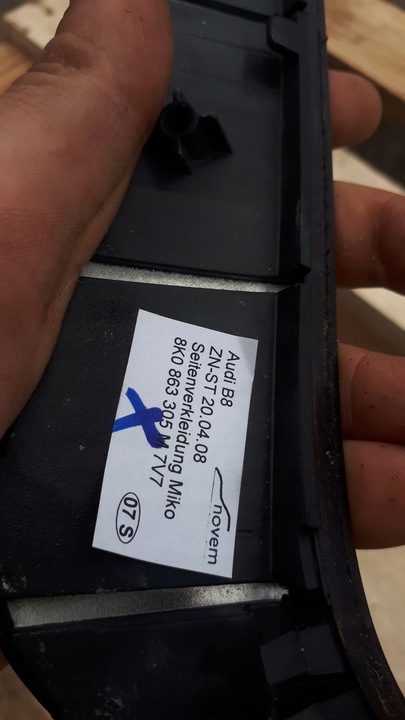 Audi B8
ZN-ST 20.04.08
Seitenverkleidung Miko
8K0 863 305 M 7V7
novem
07 S